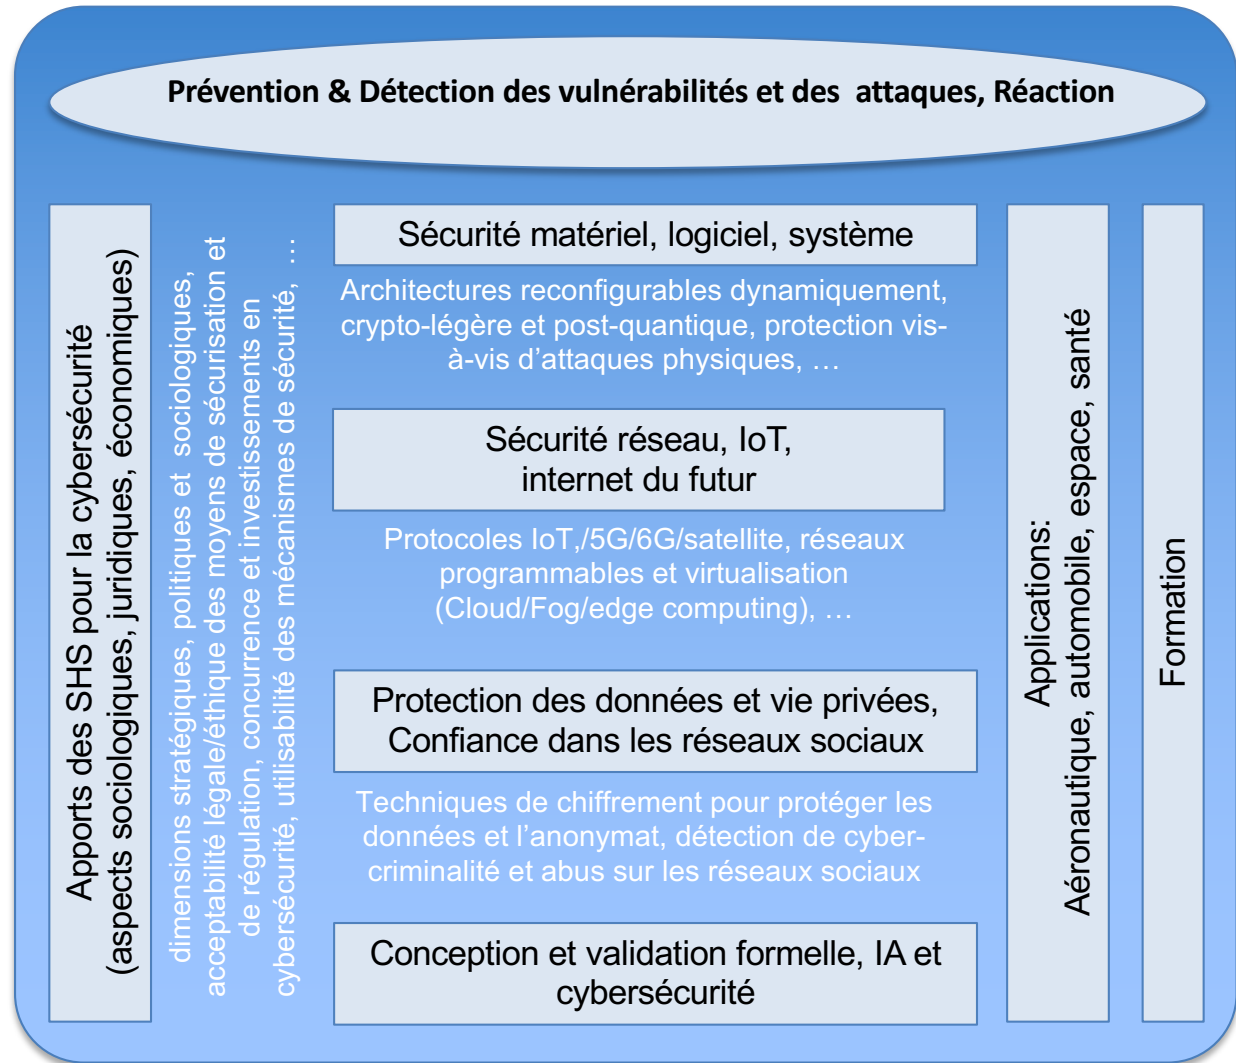 Prévention & Détection des vulnérabilités et des attaques, Réaction
Apports des SHS pour la cybersécurité
(aspects sociologiques, juridiques, économiques)
dimensions stratégiques, politiques et sociologiques,
acceptabilité légale/éthique des moyens de sécurisation et
de régulation, concurrence et investissements en
cybersécurité, utilisabilité des mécanismes de sécurité, …
Sécurité matériel, logiciel, système
Architectures reconfigurables dynamiquement,
crypto-légère et post-quantique, protection vis-
à-vis d’attaques physiques, …
Sécurité réseau, IoT,
internet du futur
Protocoles IoT,/5G/6G/satellite, réseaux
programmables et virtualisation
(Cloud/Fog/edge computing), …
Protection des données et vie privées,
Confiance dans les réseaux sociaux
Techniques de chiffrement pour protéger les
données et l’anonymat, détection de cyber-
criminalité et abus sur les réseaux sociaux
Conception et validation formelle, IA et
cybersécurité
Applications:
Aéronautique, automobile, espace, santé
Formation